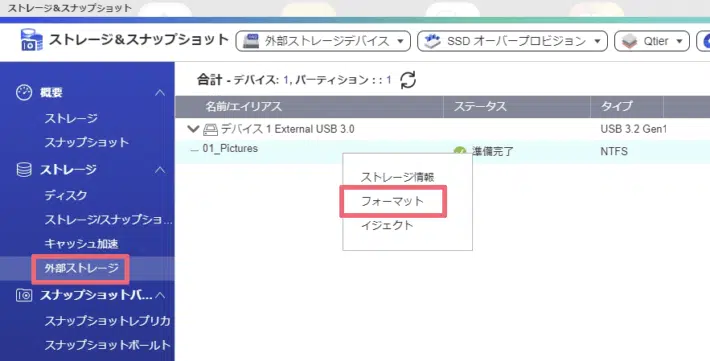 ストレージ&スナップショット
ストレージ&スナップショット
外部ストレージデバイス
SSD オーバープロビジョン
Qtier
概要
ストレージ
スナップショット
ストレージ
ディスク
ストレージ/スナップショ...
キャッシュ加速
外部ストレージ
スナップショットバ...
スナップショットレプリカ
スナップショットボールト
合計 - デバイス: 1, パーティション : : 1
名前/エイリアス ステータス タイプ
デバイス 1 External USB 3.0 USB 3.2 Gen1
01_Pictures 準備完了 NTFS
ストレージ情報
フォーマット
イジェクト